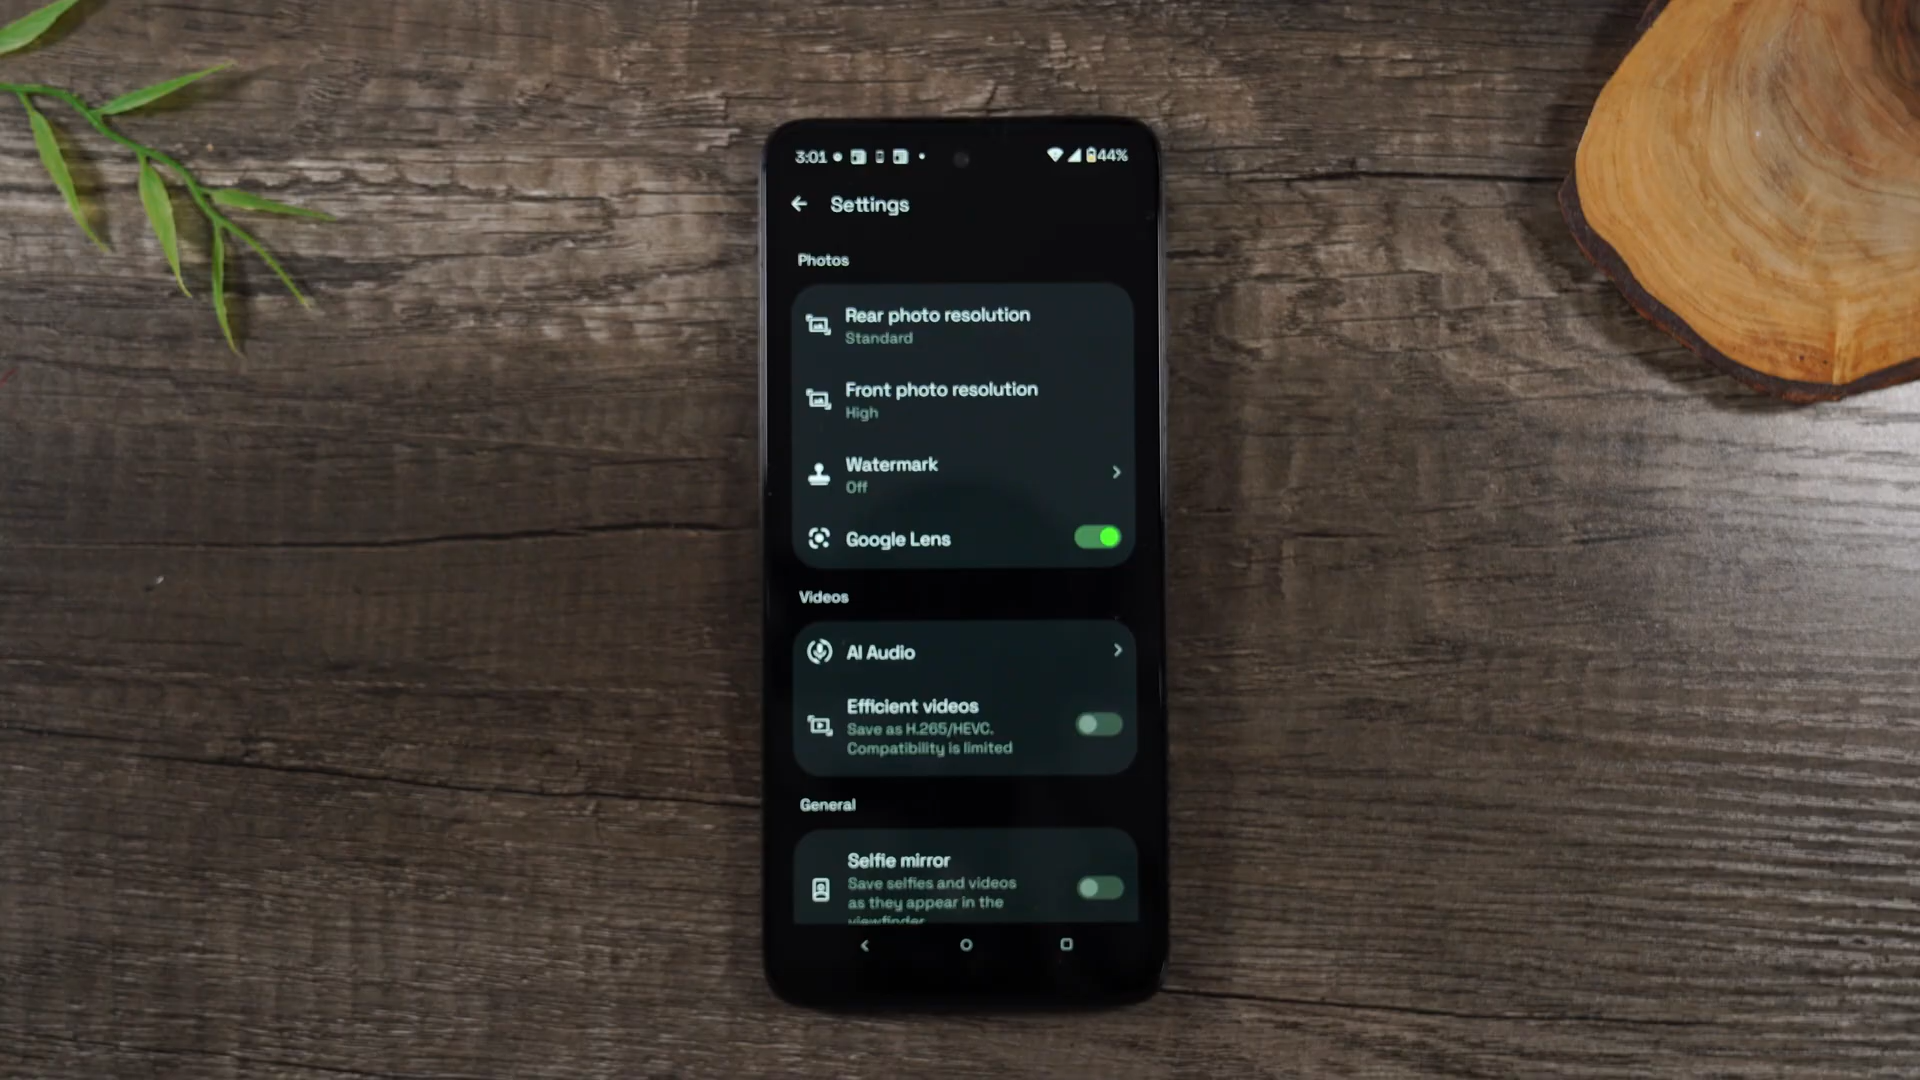 3:01
44%
Settings
Photos
Rear photo resolution
Standard
Front photo resolution
High
Watermark
Off
Google Lens
Videos
AI Audio
Efficient videos
Save as H.265/HEVC.
Compatibility is limited
General
Selfie mirror
Save selfies and videos
as they appear in the
viewfinder